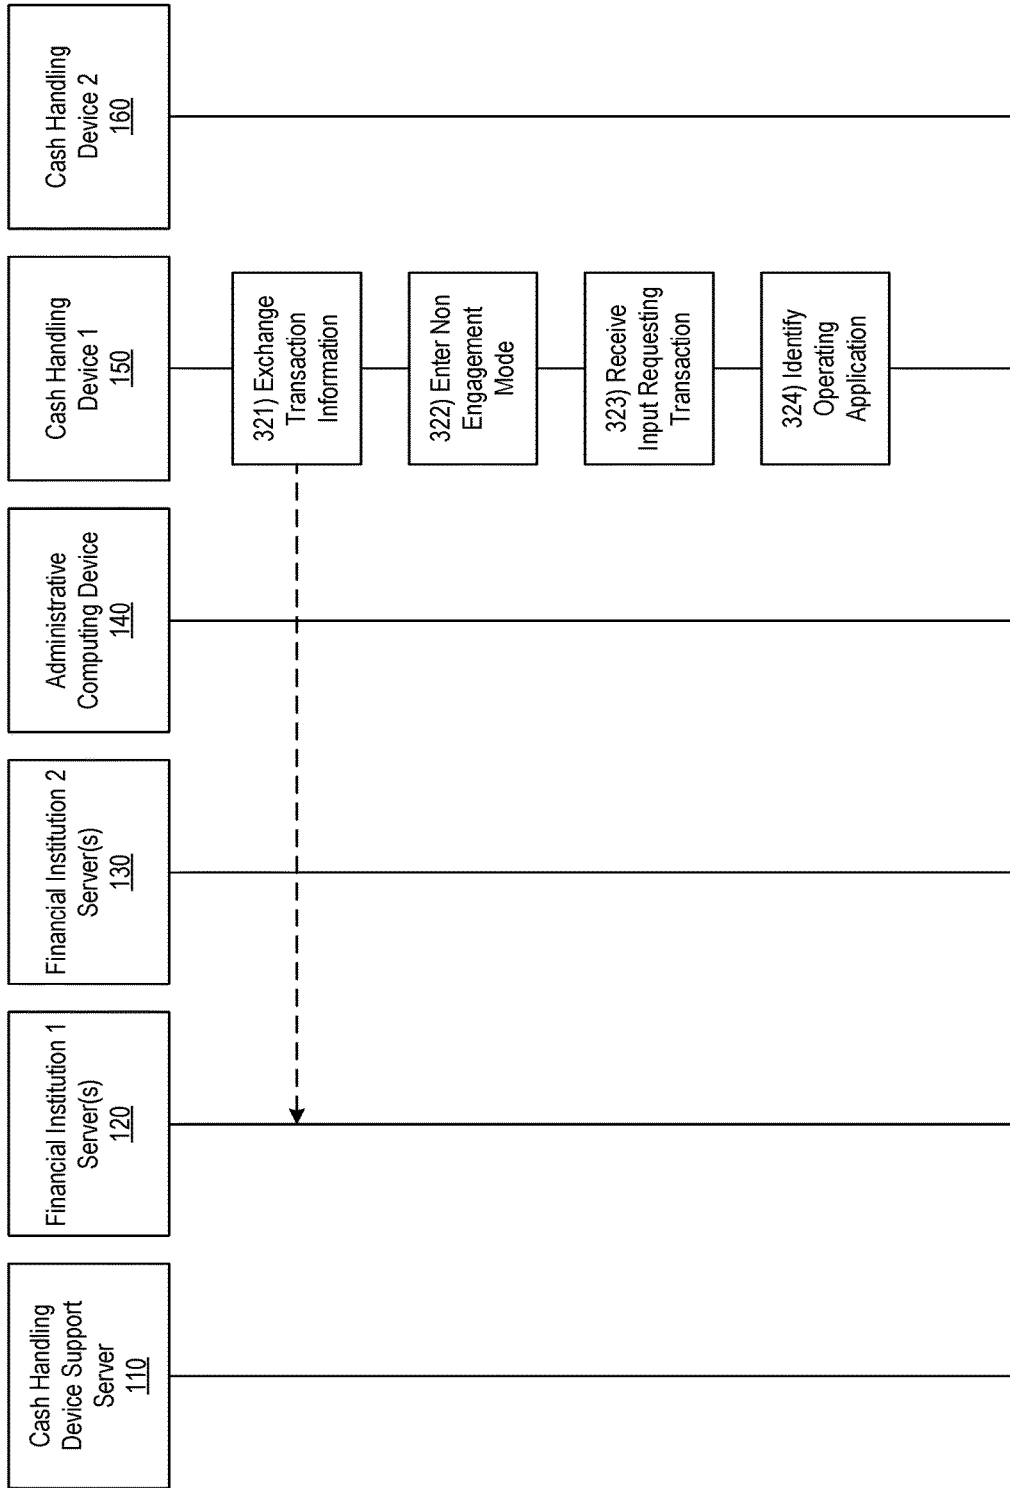 Cash Handling
Device Support
Server
110
Financial Institution 1
Server(s)
120
Financial Institution 2
Server(s)
130
Administrative
Computing Device
140
Cash Handling
Device 1
150
Cash Handling
Device 2
160
321) Exchange
Transaction
Information
322) Enter Non
Engagement
Mode
323) Receive
Input Requesting
Transaction
324) Identify
Operating
Application